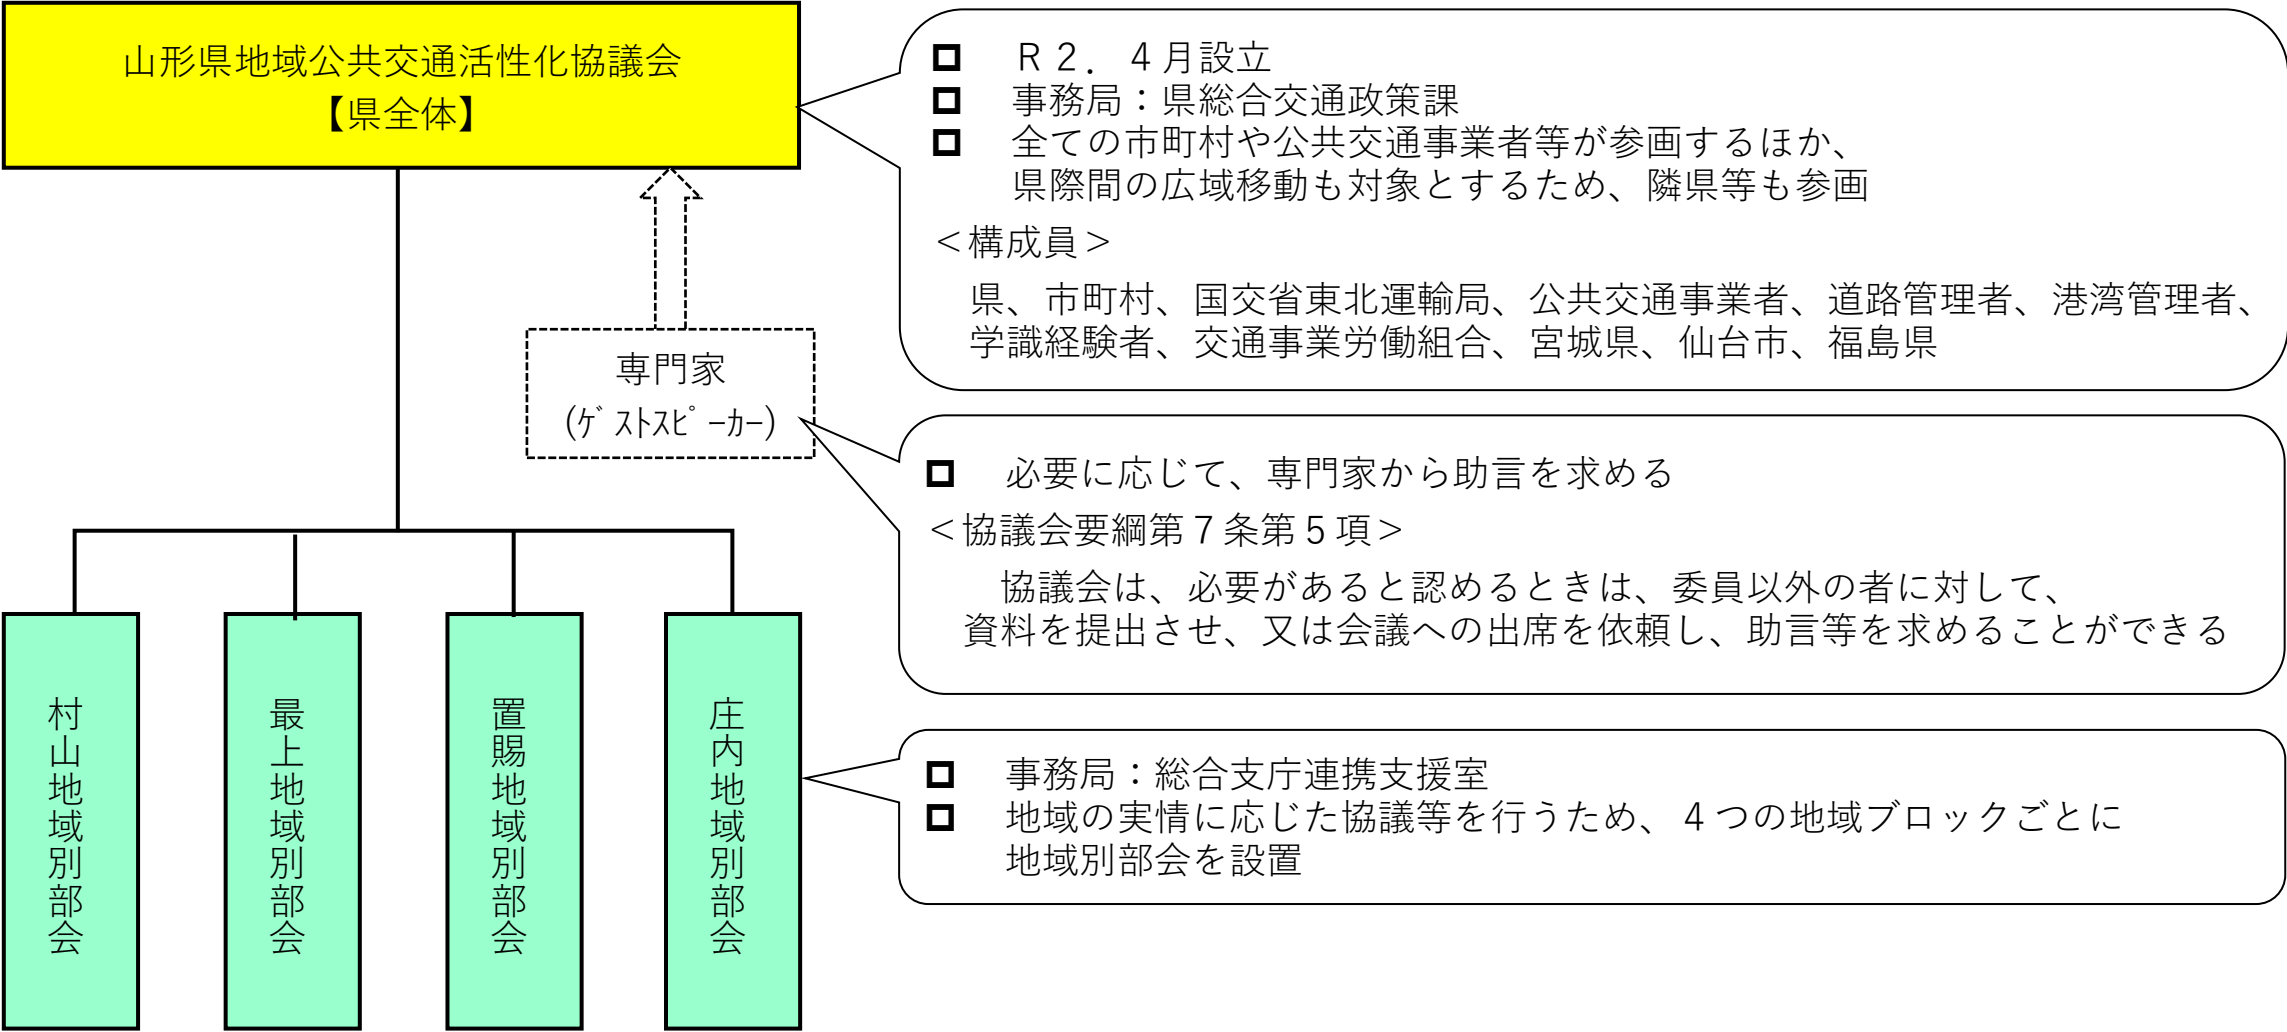 山形県地域公共交通活性化協議会
【県全体】
R2．4月設立
事務局：県総合交通政策課
全ての市町村や公共交通事業者等が参画するほか、
県際間の広域移動も対象とするため、隣県等も参画
＜構成員＞
県、市町村、国交省東北運輸局、公共交通事業者、道路管理者、港湾管理者、
学識経験者、交通事業労働組合、宮城県、仙台市、福島県
専門家
(ｹﾞｽﾄｽﾋﾟｰｶｰ)
必要に応じて、専門家から助言を求める
＜協議会要綱第７条第５項＞
協議会は、必要があると認めるときは、委員以外の者に対して、
資料を提出させ、又は会議への出席を依頼し、助言等を求めることができる
村山地域別部会
最上地域別部会
置賜地域別部会
庄内地域別部会
事務局：総合支庁連携支援室
地域の実情に応じた協議等を行うため、４つの地域ブロックごとに
地域別部会を設置